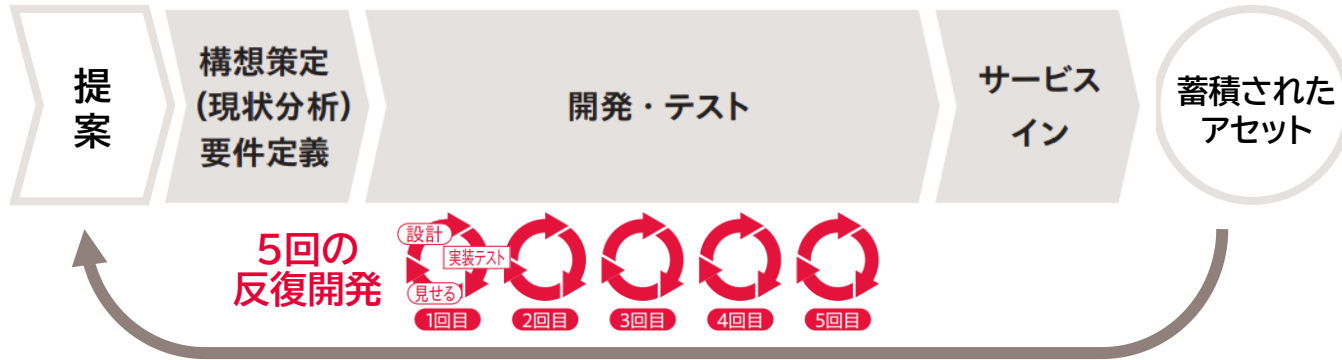 提
案
構想策定
(現状分析)
要件定義
開発・テスト
サービス
イン
蓄積された
アセット
5回の
反復開発
設計
実装テスト
見せる
1回目
2回目
3回目
4回目
5回目